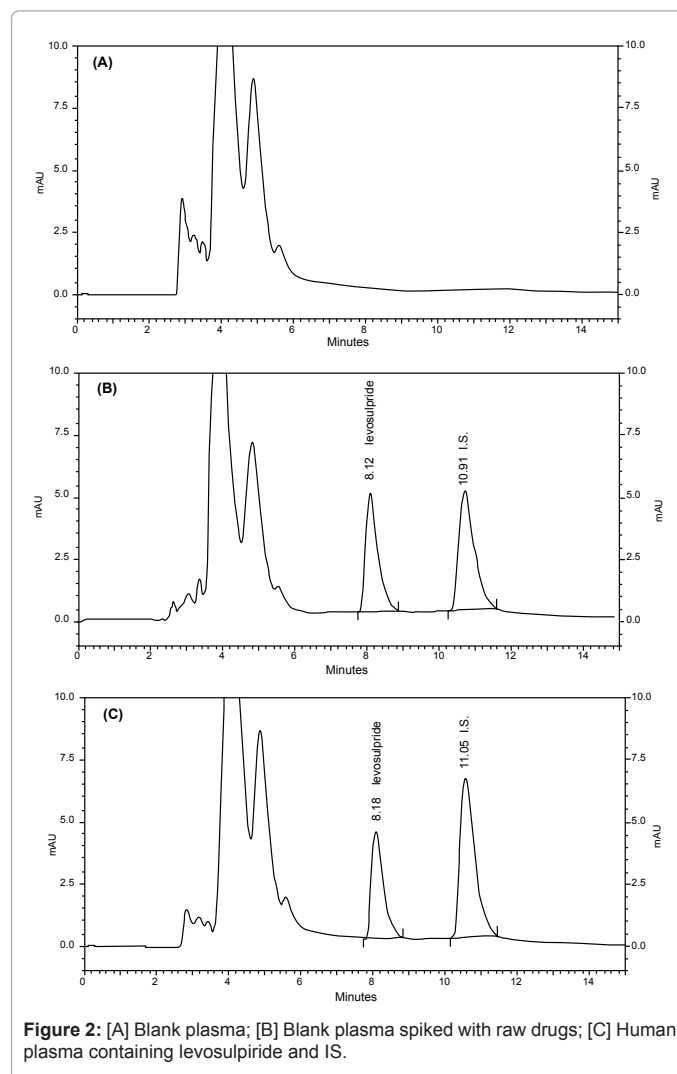 (A)
10.0
10.0
7.5
7.5
5.0
5.0
2.5
2.5
0.0
0.0
mAU
mAU
0 2 4 6 8 10 12 14
Minutes
(B)
10.0
10.0
7.5
7.5
5.0
5.0
2.5
2.5
0.0
0.0
mAU
mAU
8.12 levosulpride
10.91 I.S.
0 2 4 6 8 10 12 14
Minutes
(C)
10.0
10.0
7.5
7.5
5.0
5.0
2.5
2.5
0.0
0.0
mAU
mAU
8.18 levosulpride
11.05 I.S.
0 2 4 6 8 10 12 14
Minutes
Figure 2: [A] Blank plasma; [B] Blank plasma spiked with raw drugs; [C] Human
plasma containing levosulpiride and IS.